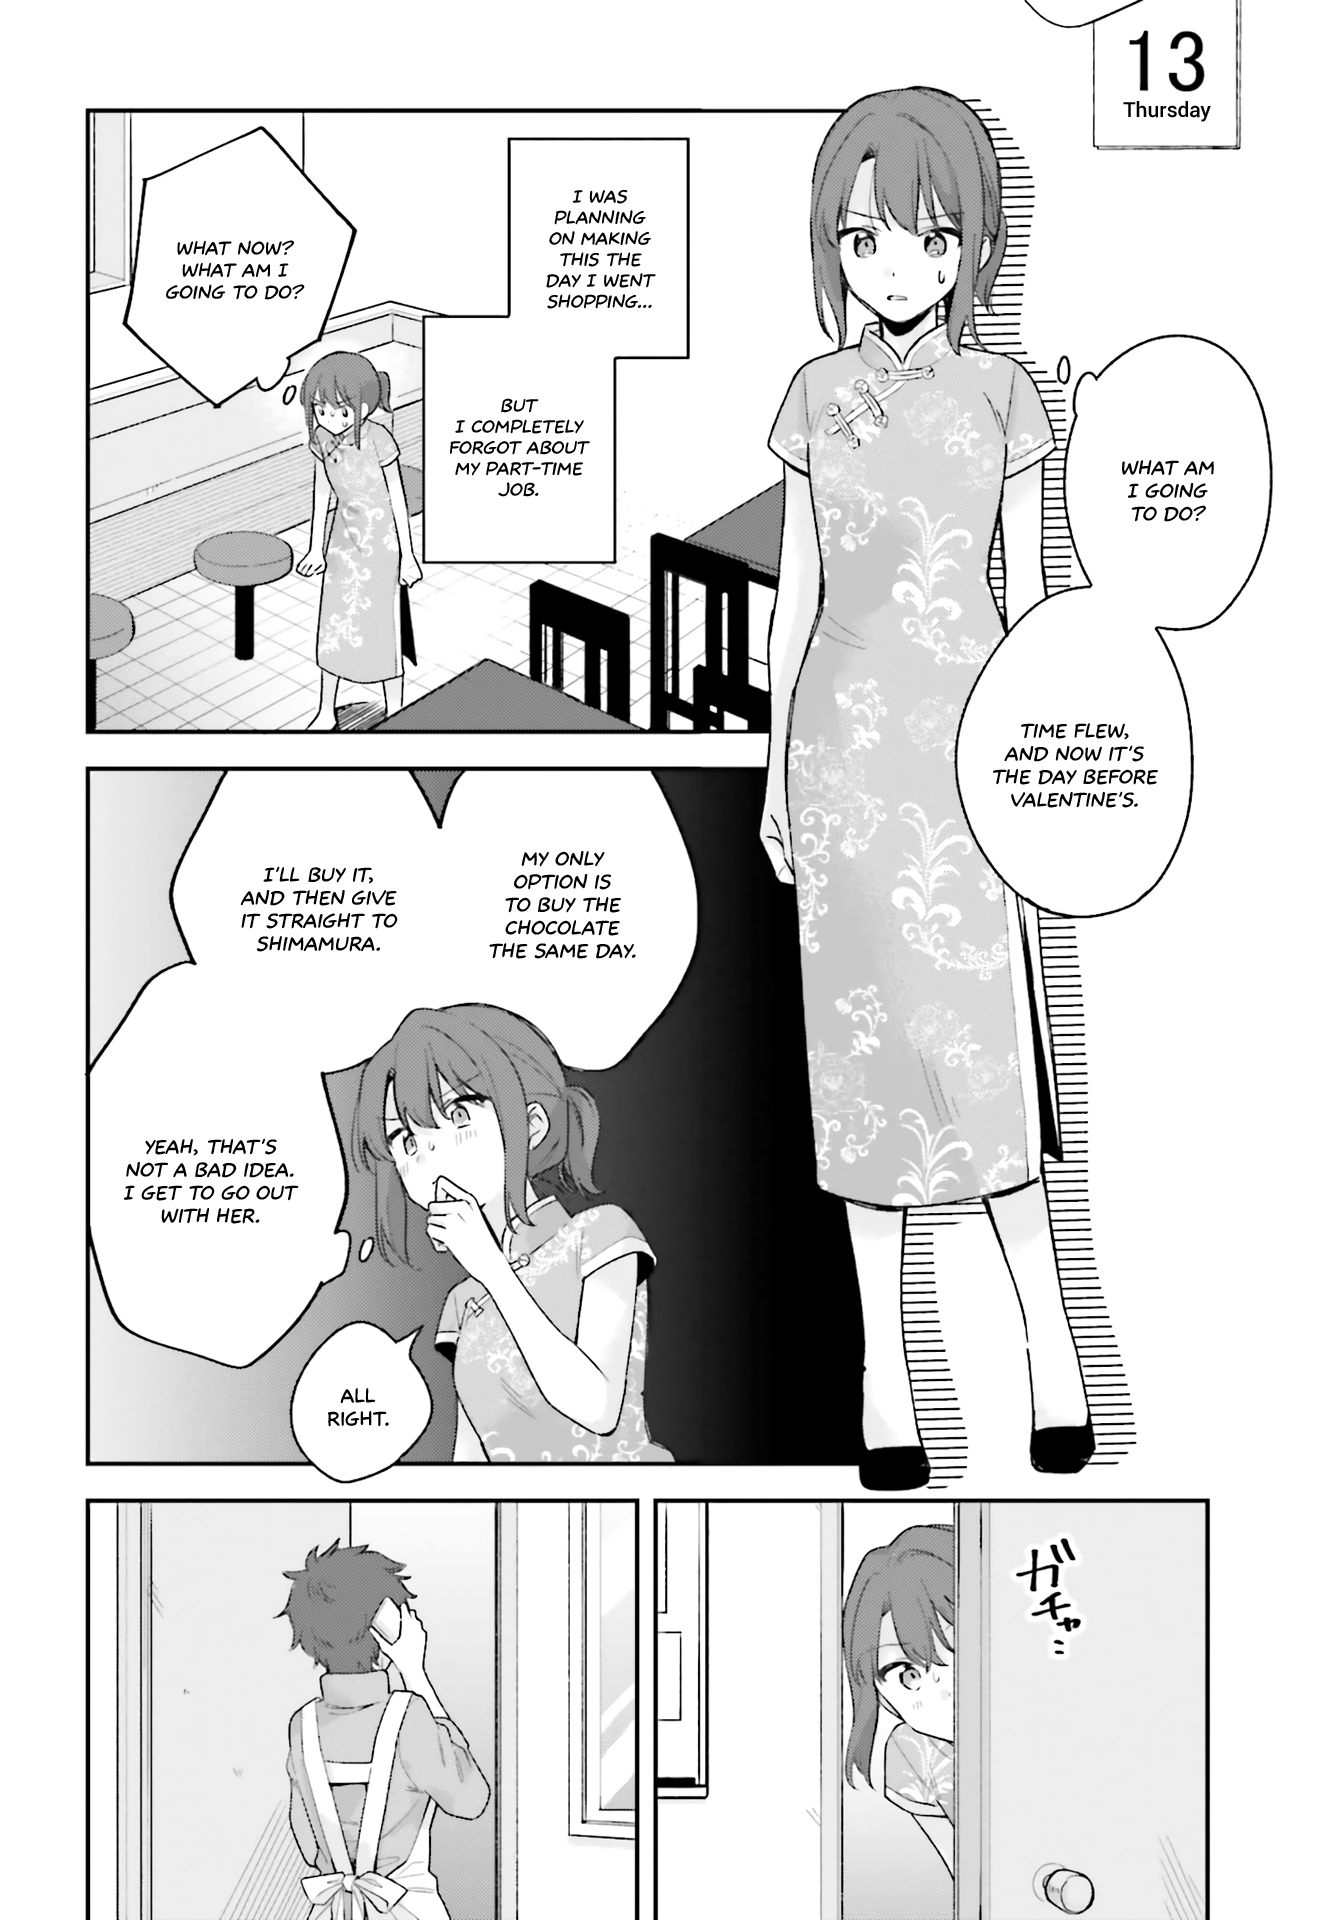 13
Thursday
WHAT AM
I GOING
TO DO?
TIME FLEW,
AND NOW IT'S
THE DAY BEFORE
VALENTINE'S.
I WAS
PLANNING
ON MAKING
THIS THE
DAY I WENT
SHOPPING...
BUT
I COMPLETELY
FORGOT ABOUT
MY PART-TIME
JOB.
WHAT NOW?
WHAT AM I
GOING TO DO?
MY ONLY
OPTION IS
TO BUY THE
CHOCOLATE
THE SAME DAY.
I'LL BUY IT,
AND THEN GIVE
IT STRAIGHT TO
SHIMAMURA.
YEAH, THAT'S
NOT A BAD IDEA.
I GET TO GO OUT
WITH HER.
ALL
RIGHT.
ガチャ…